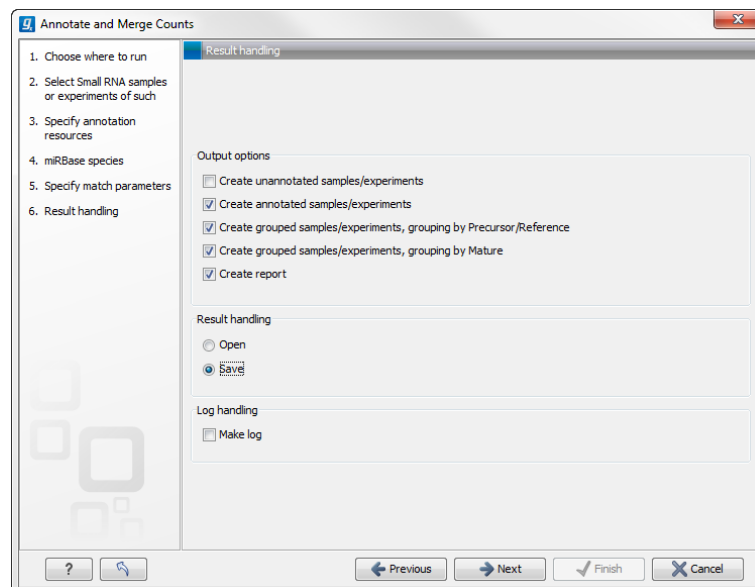 Annotate and Merge Counts
1. Choose where to run
2. Select Small RNA samples
or experiments of such
3. Specify annotation
resources
4. miRBase species
5. Specify match parameters
6. Result handling
Result handling
Output options
Create unannotated samples/experiments
Create annotated samples/experiments
Create grouped samples/experiments, grouping by Precursor/Reference
Create grouped samples/experiments, grouping by Mature
Create report
Result handling
Open
Save
Log handling
Make log
? Previous Next Finish Cancel